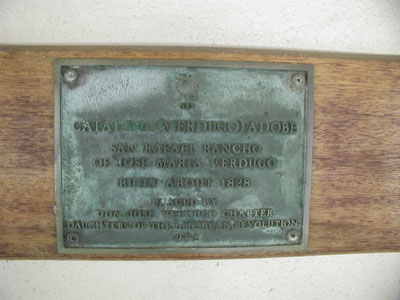 VERDUGO) ADOBE
SAN RAFAEL RANCHO
OF JOSE MARIA VERDUGO
BUILT ABOUT 1828
PLACED BY
DON JOSE VERDUGO CHAPTER
DAUGHTERS OF THE AMERICAN REVOLUTION